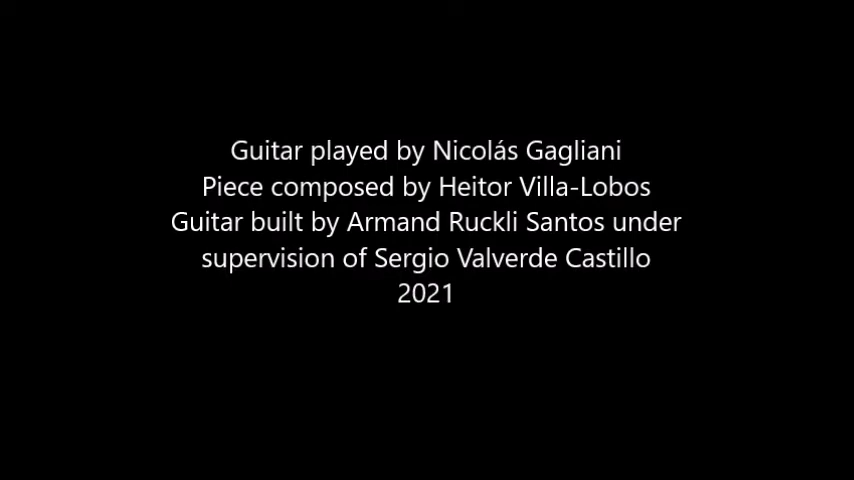 Guitar played by Nicolás Gagliani
Piece composed by Heitor Villa-Lobos
Guitar built by Armand Ruckli Santos under
supervision of Sergio Valverde Castillo
2021